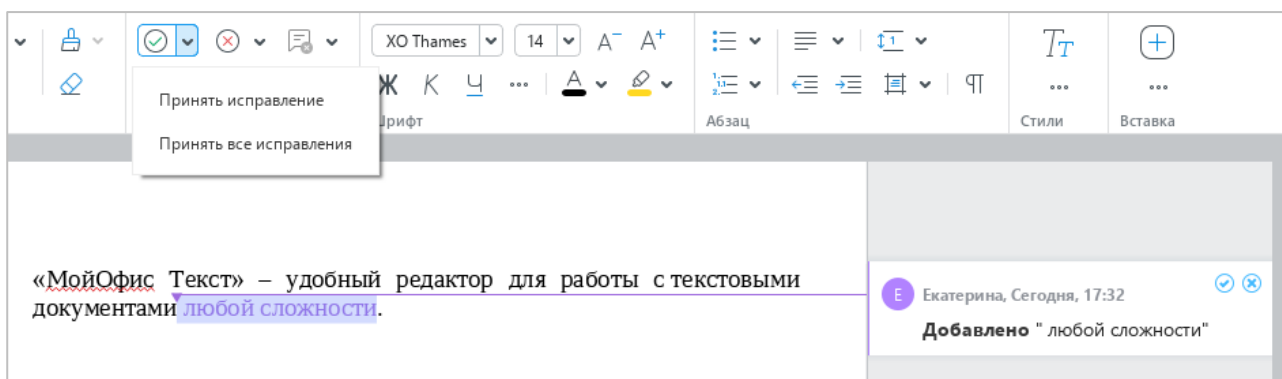 XO Thames 14 А⁻ А⁺ Тт
Принять исправление
Ж К Ч А
Принять все исправления
Шрифт Абзац Стили Вставка
«МойОфис Текст» – удобный редактор для работы с текстовыми
документами любой сложности.
Е Екатерина, Сегодня, 17:32
Добавлено " любой сложности"